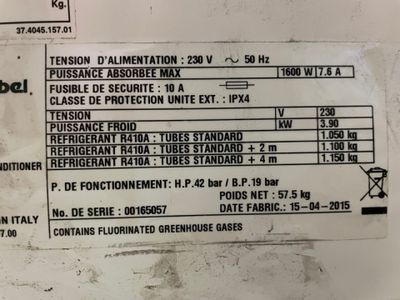 Kg.
37.4045.157.01
TENSION D'ALIMENTATION : 230 V ~ 50 Hz
PUISSANCE ABSORBEE MAX 1600 W 7.6 A
FUSIBLE DE SECURITE : 10 A
CLASSE DE PROTECTION UNITE EXT. : IPX4
bel
TENSION V 230
PUISSANCE FROID kW 3.90
REFRIGERANT R410A : TUBES STANDARD 1.050 kg
REFRIGERANT R410A : TUBES STANDARD + 2 m 1.100 kg
REFRIGERANT R410A : TUBES STANDARD + 4 m 1.150 kg
NDITIONER
P. DE FONCTIONNEMENT: H.P.42 bar / B.P.19 bar
POIDS NET : 57.5 kg
No. DE SERIE : 00165057 DATE FABRIC.: 15-04-2015
GN ITALY
7.00
CONTAINS FLUORINATED GREENHOUSE GASES